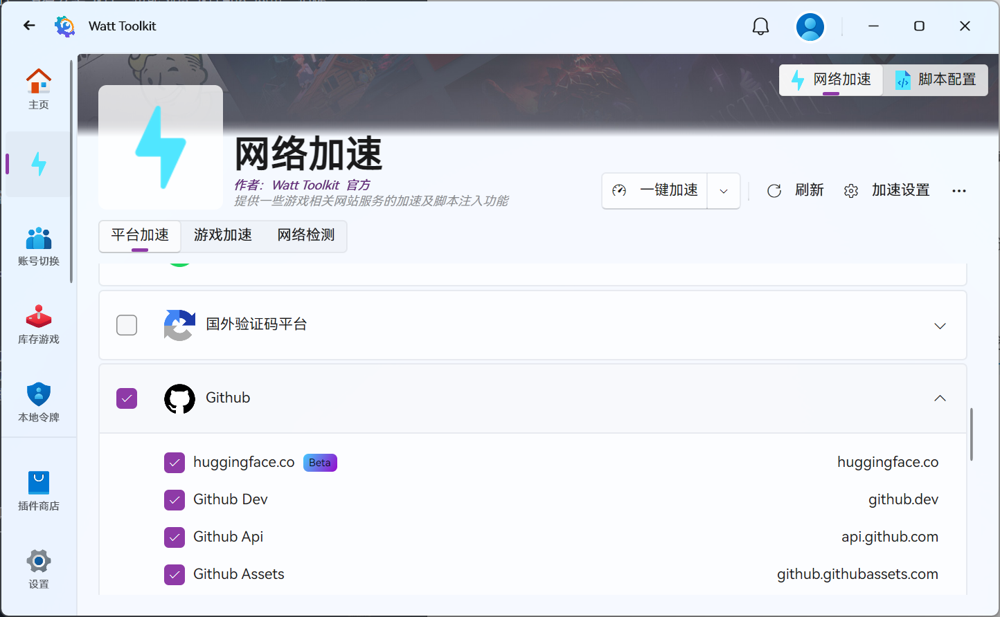 Watt Toolkit
网络加速
脚本配置
主页
网络加速
作者： Watt Toolkit 官方
提供一些游戏相关网站服务的加速及脚本注入功能
一键加速
刷新
加速设置
平台加速
游戏加速
网络检测
账号切换
库存游戏
本地令牌
插件商店
设置
国外验证码平台
Github
huggingface.co Beta huggingface.co
Github Dev github.dev
Github Api api.github.com
Github Assets github.githubassets.com